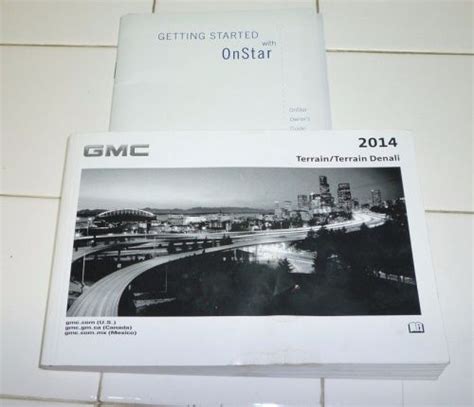 GETTING STARTED
with
OnStar
OnStar
Owner's
Guide
GMC
2014
Terrain/Terrain Denali
gmc.com (U.S.)
gmc.gm.ca (Canada)
gmc.com.mx (Mexico)